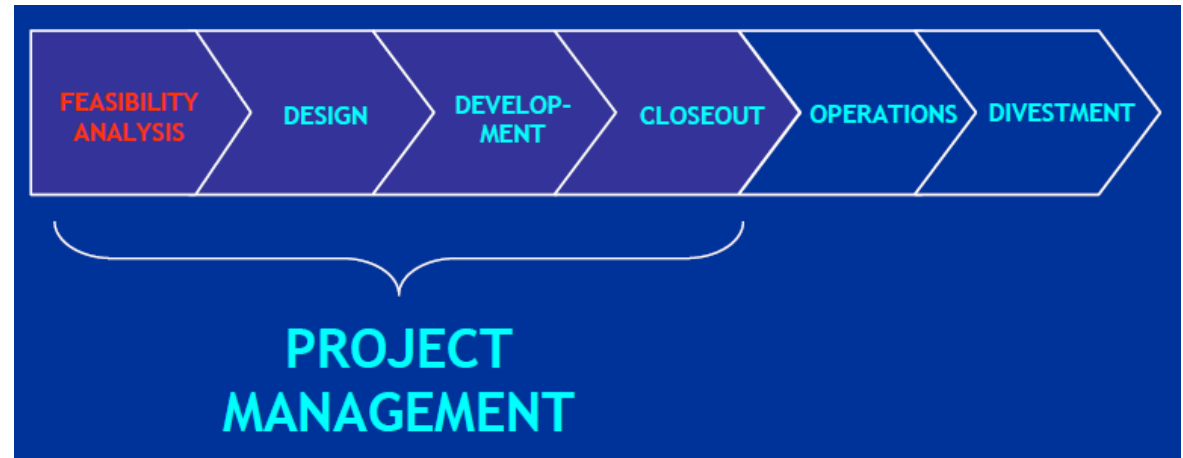 FEASIBILITY
ANALYSIS
DESIGN
DEVELOP-
MENT
CLOSEOUT
OPERATIONS
DIVESTMENT
PROJECT
MANAGEMENT